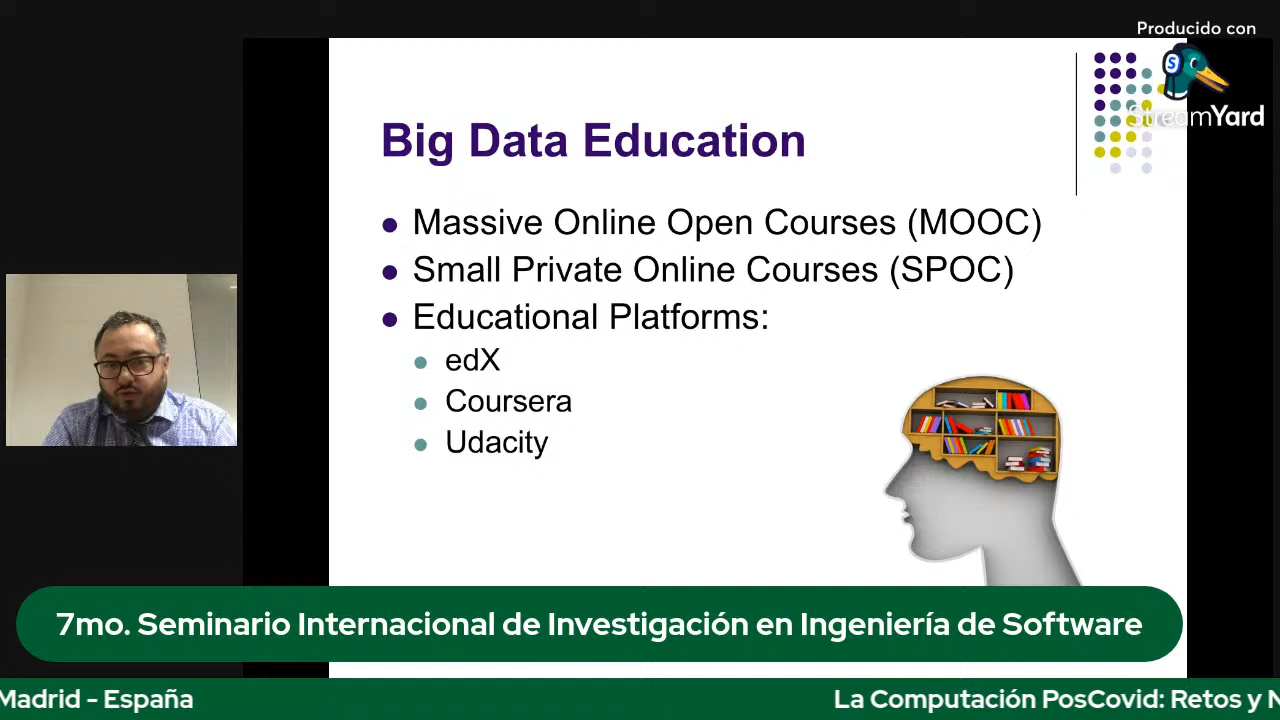 Producido con
StreamYard
Big Data Education
Massive Online Open Courses (MOOC)
Small Private Online Courses (SPOC)
Educational Platforms:
edX
Coursera
Udacity
7mo. Seminario Internacional de Investigación en Ingeniería de Software
Madrid - España
La Computación PosCovid: Retos y N